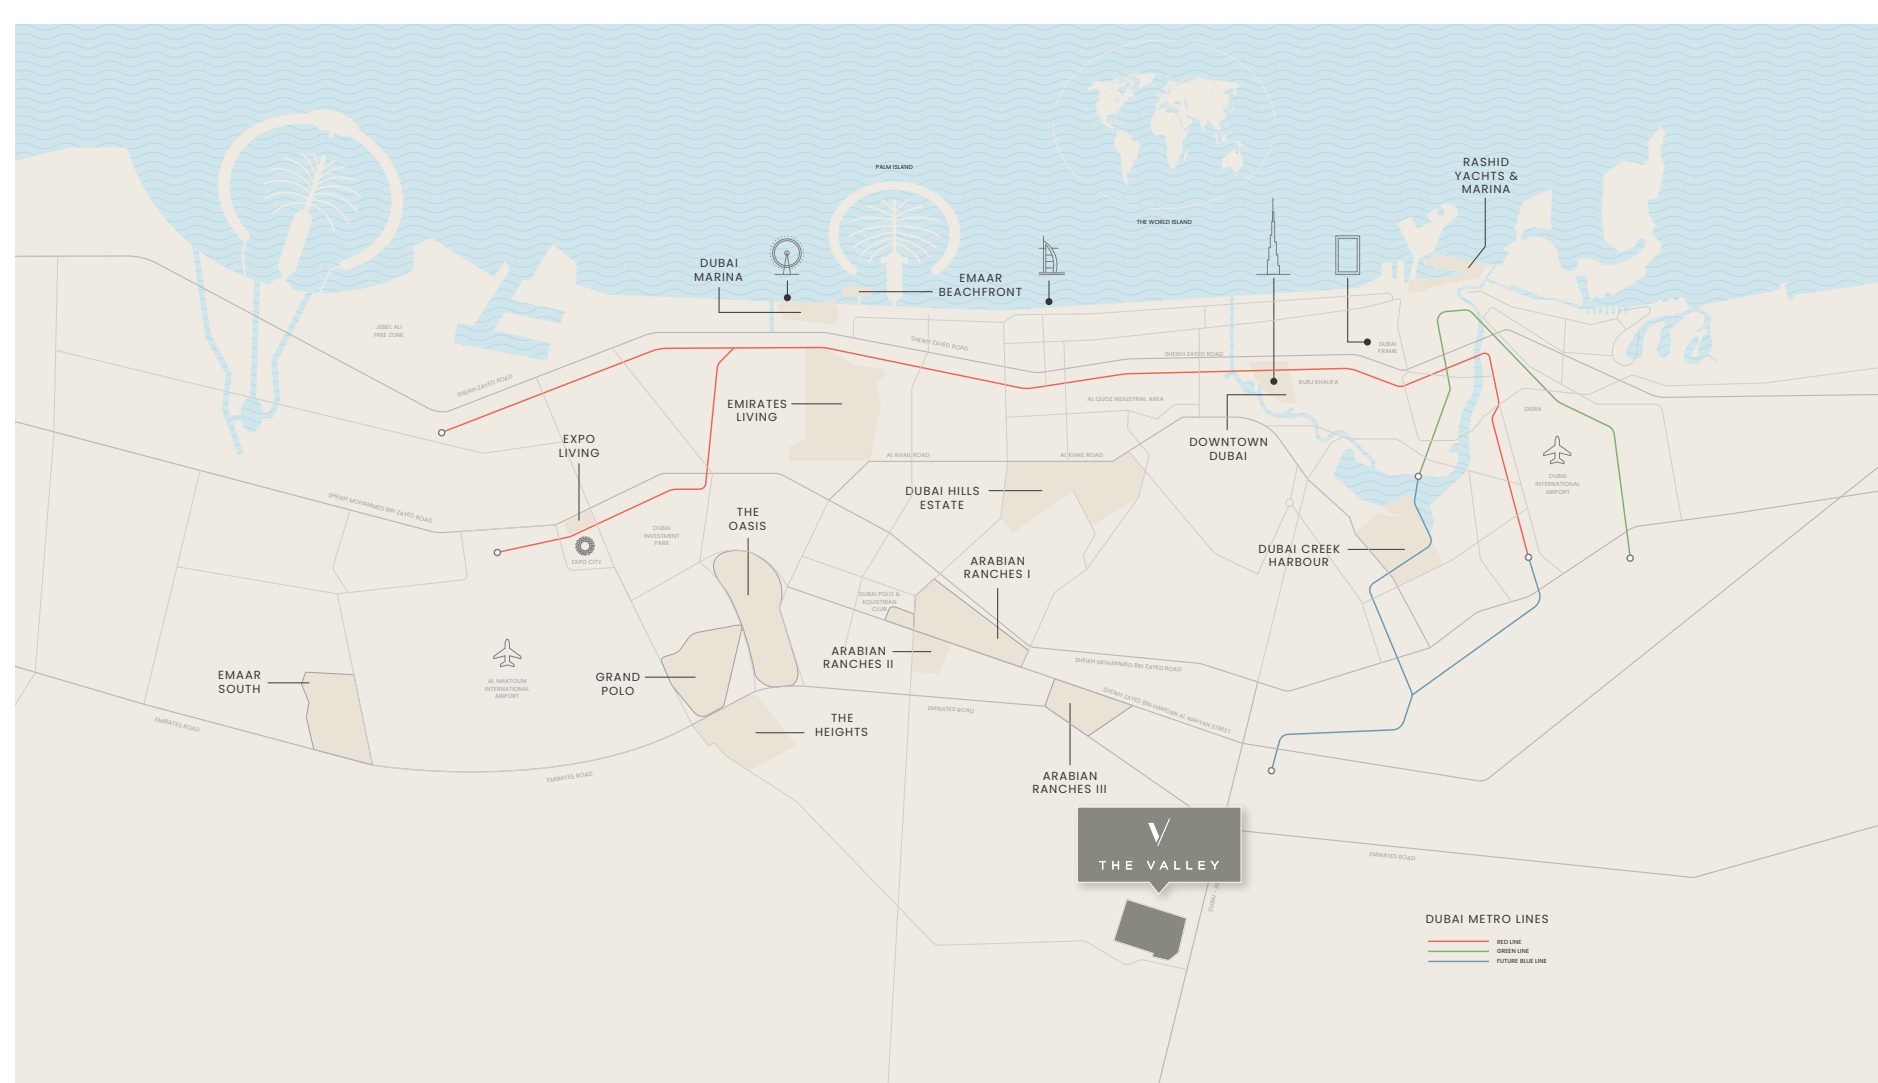 PALM ISLAND
THE WORLD ISLAND
RASHID
YACHTS &
MARINA
DUBAI
MARINA
EMAAR
BEACHFRONT
JEBEL ALI
FREE ZONE
SHEIKH ZAYED ROAD
SHEIKH ZAYED ROAD
SHEIKH ZAYED ROAD
DUBAI
FRAME
BURJ KHALIFA
EMIRATES
LIVING
AL QUOZ INDUSTRIAL AREA
DEIRA
EXPO
LIVING
AL KHAIL ROAD
AL KHAIL ROAD
DOWNTOWN
DUBAI
DUBAI
INTERNATIONAL
AIRPORT
SHEIKH MOHAMMED BIN ZAYED ROAD
DUBAI HILLS
ESTATE
THE
OASIS
DUBAI
INVESTMENT
PARK
EXPO CITY
DUBAI CREEK
HARBOUR
ARABIAN
RANCHES I
DUBAI POLO &
EQUESTRIAN
CLUB
ARABIAN
RANCHES II
SHEIKH MOHAMMED BIN ZAYED ROAD
EMAAR
SOUTH
AL MAKTOUM
INTERNATIONAL
AIRPORT
GRAND
POLO
SHEIKH ZAYED BIN HAMDAN AL NAHYAN STREET
EMIRATES ROAD
EMIRATES ROAD
THE
HEIGHTS
EMIRATES ROAD
ARABIAN
RANCHES III
THE VALLEY
EMIRATES ROAD
DUBAI - A
DUBAI METRO LINES
RED LINE
GREEN LINE
FUTURE BLUE LINE